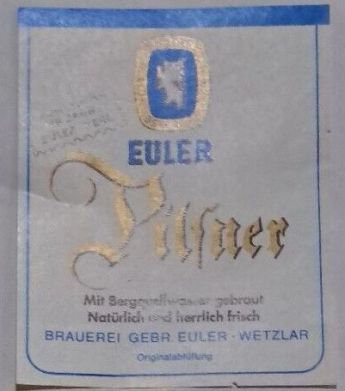 EULER
Pilsner
Mit Bergquellwasser gebraut
Natürlich und herrlich frisch
BRAUEREI GEBR EULER · WETZLAR
Originalabfüllung